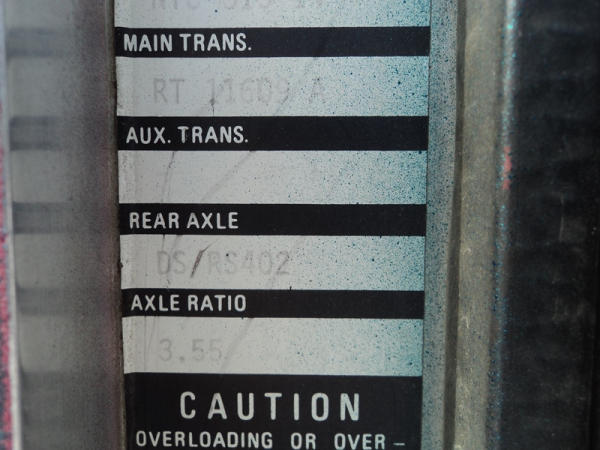 MAIN TRANS.
RT 11609 A
AUX. TRANS.
REAR AXLE
DS/RS402
AXLE RATIO
3.55
CAUTION
OVERLOADING OR OVER-